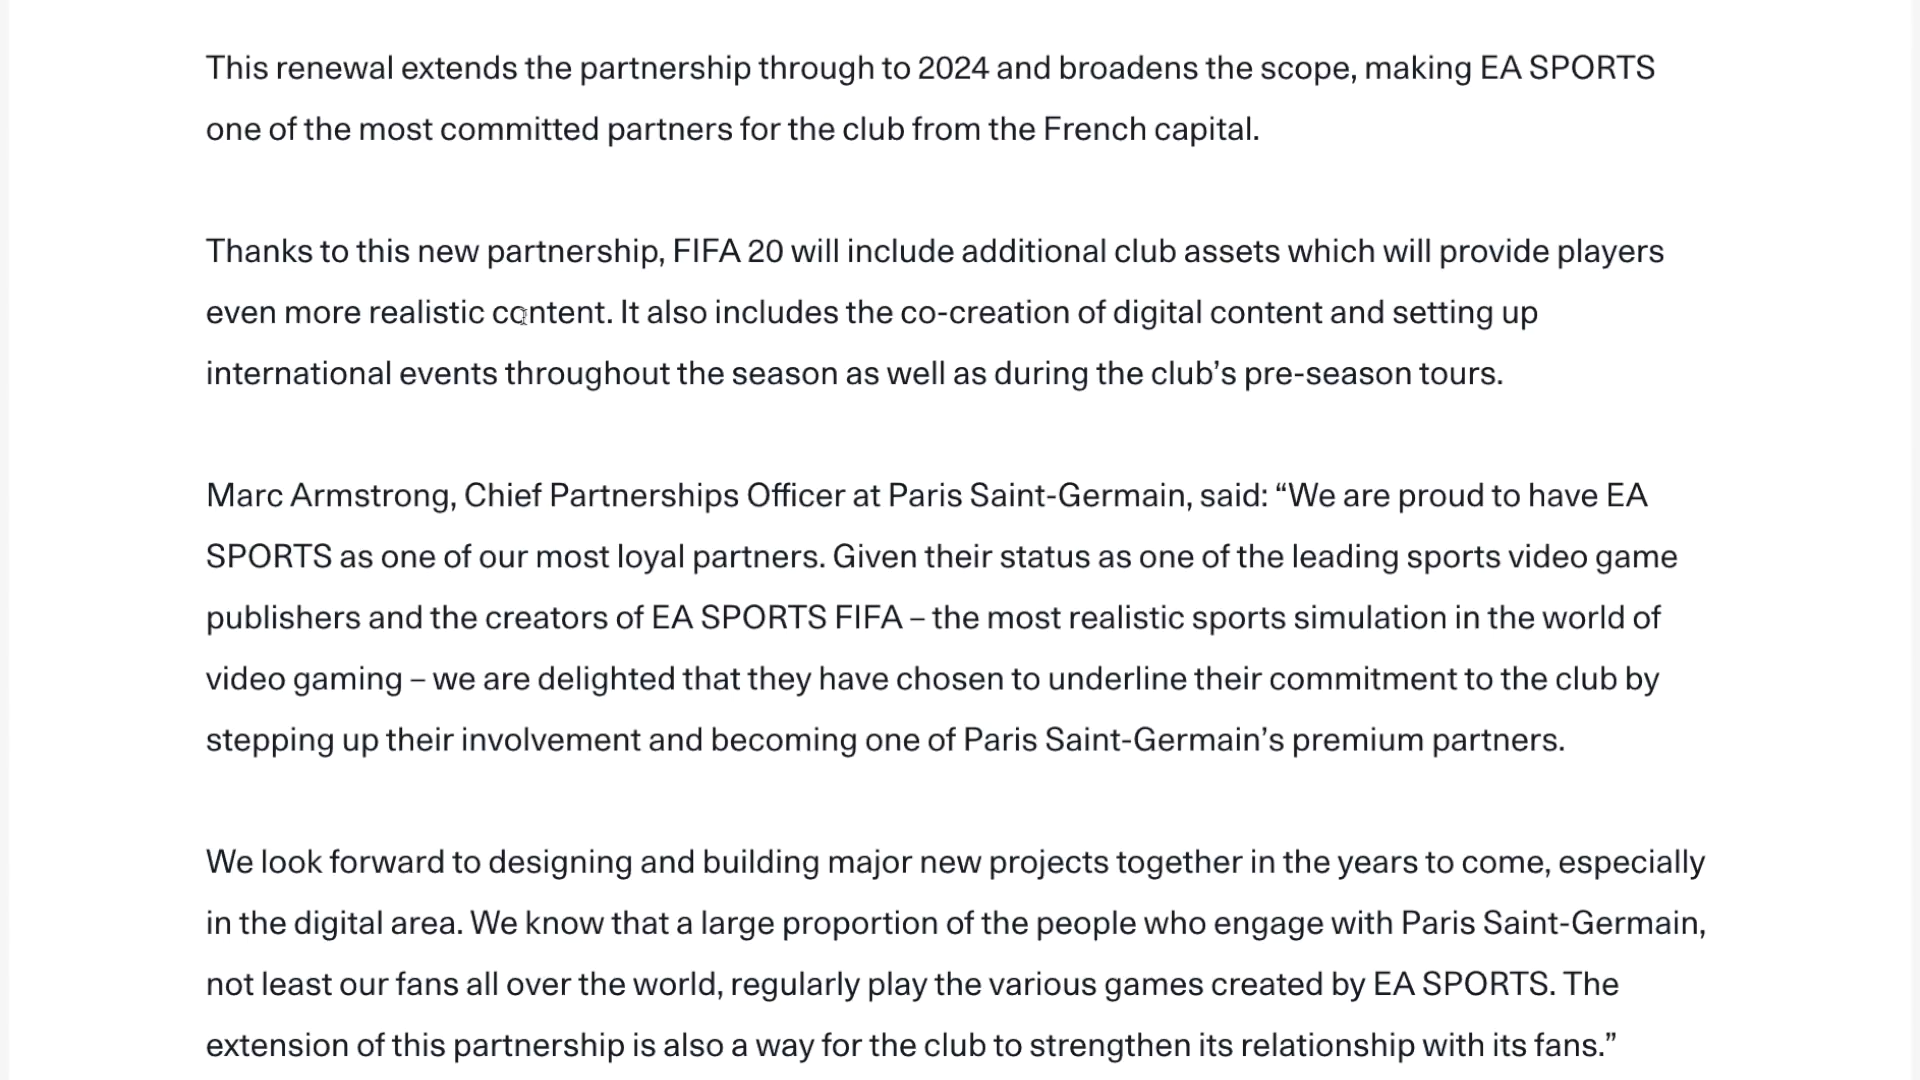 This renewal extends the partnership through to 2024 and broadens the scope, making EA SPORTS
one of the most committed partners for the club from the French capital.
Thanks to this new partnership, FIFA 20 will include additional club assets which will provide players
even more realistic content. It also includes the co-creation of digital content and setting up
international events throughout the season as well as during the club’s pre-season tours.
Marc Armstrong, Chief Partnerships Officer at Paris Saint-Germain, said: “We are proud to have EA
SPORTS as one of our most loyal partners. Given their status as one of the leading sports video game
publishers and the creators of EA SPORTS FIFA – the most realistic sports simulation in the world of
video gaming – we are delighted that they have chosen to underline their commitment to the club by
stepping up their involvement and becoming one of Paris Saint-Germain’s premium partners.
We look forward to designing and building major new projects together in the years to come, especially
in the digital area. We know that a large proportion of the people who engage with Paris Saint-Germain,
not least our fans all over the world, regularly play the various games created by EA SPORTS. The
extension of this partnership is also a way for the club to strengthen its relationship with its fans.”